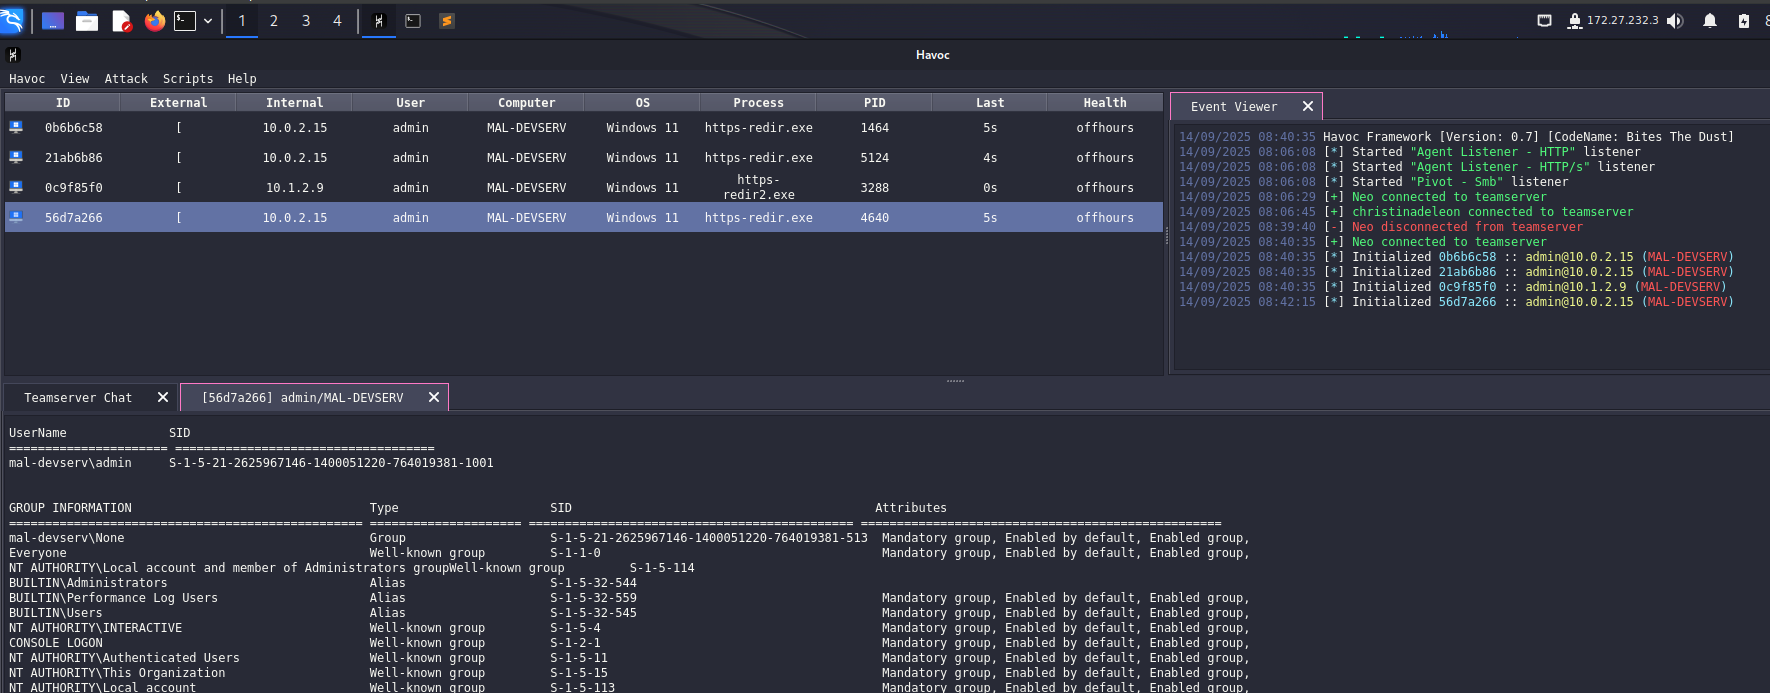 1 2 3 4 172.27.232.3
Havoc
Havoc View Attack Scripts Help
ID External Internal User Computer OS Process PID Last Health
0b6b6c58 [ 10.0.2.15 admin MAL-DEVSERV Windows 11 https-redir.exe 1464 5s offhours
21ab6b86 [ 10.0.2.15 admin MAL-DEVSERV Windows 11 https-redir.exe 5124 4s offhours
0c9f85f0 [ 10.1.2.9 admin MAL-DEVSERV Windows 11 https-redir2.exe 3288 0s offhours
56d7a266 [ 10.0.2.15 admin MAL-DEVSERV Windows 11 https-redir.exe 4640 5s offhours
Event Viewer
14/09/2025 08:40:35 Havoc Framework [Version: 0.7] [CodeName: Bites The Dust]
14/09/2025 08:06:08 [*] Started "Agent Listener - HTTP" listener
14/09/2025 08:06:08 [*] Started "Agent Listener - HTTP/s" listener
14/09/2025 08:06:08 [*] Started "Pivot - Smb" listener
14/09/2025 08:06:29 [+] Neo connected to teamserver
14/09/2025 08:06:45 [+] christinadeleon connected to teamserver
14/09/2025 08:39:40 [-] Neo disconnected from teamserver
14/09/2025 08:40:35 [+] Neo connected to teamserver
14/09/2025 08:40:35 [*] Initialized 0b6b6c58 :: admin@10.0.2.15 (MAL-DEVSERV)
14/09/2025 08:40:35 [*] Initialized 21ab6b86 :: admin@10.0.2.15 (MAL-DEVSERV)
14/09/2025 08:40:35 [*] Initialized 0c9f85f0 :: admin@10.1.2.9 (MAL-DEVSERV)
14/09/2025 08:42:15 [*] Initialized 56d7a266 :: admin@10.0.2.15 (MAL-DEVSERV)
Teamserver Chat [56d7a266] admin/MAL-DEVSERV
UserName SID
====================== ====================================
mal-devserv\admin S-1-5-21-2625967146-1400051220-764019381-1001
GROUP INFORMATION Type SID Attributes
================================================= ===================== ============================================= ==================================================
mal-devserv\None Group S-1-5-21-2625967146-1400051220-764019381-513 Mandatory group, Enabled by default, Enabled group,
Everyone Well-known group S-1-1-0 Mandatory group, Enabled by default, Enabled group,
NT AUTHORITY\Local account and member of Administrators groupWell-known group S-1-5-114
BUILTIN\Administrators Alias S-1-5-32-544
BUILTIN\Performance Log Users Alias S-1-5-32-559 Mandatory group, Enabled by default, Enabled group,
BUILTIN\Users Alias S-1-5-32-545 Mandatory group, Enabled by default, Enabled group,
NT AUTHORITY\INTERACTIVE Well-known group S-1-5-4 Mandatory group, Enabled by default, Enabled group,
CONSOLE LOGON Well-known group S-1-2-1 Mandatory group, Enabled by default, Enabled group,
NT AUTHORITY\Authenticated Users Well-known group S-1-5-11 Mandatory group, Enabled by default, Enabled group,
NT AUTHORITY\This Organization Well-known group S-1-5-15 Mandatory group, Enabled by default, Enabled group,
NT AUTHORITY\Local account Well-known group S-1-5-113 Mandatory group, Enabled by default, Enabled group,